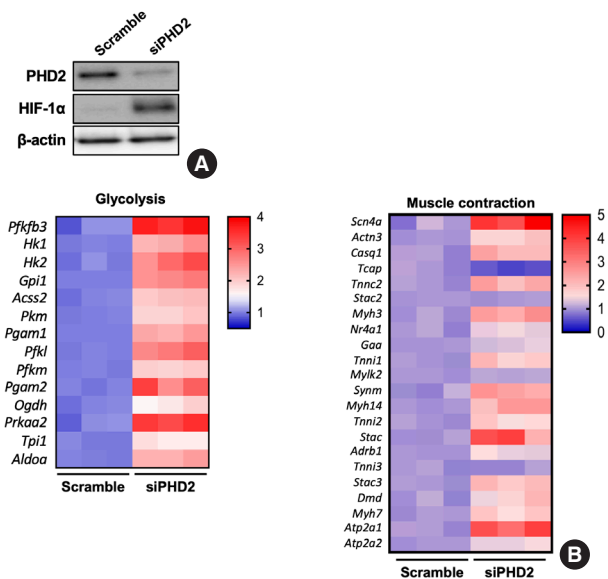 Scramble siPHD2
PHD2
HIF-1α
β-actin
A
Glycolysis
Pfkfb3
Hk1
Hk2
Gpi1
Acss2
Pkm
Pgam1
Pfkl
Pfkm
Pgam2
Ogdh
Prkaa2
Tpi1
Aldoa
4
3
2
1
Scramble siPHD2
Muscle contraction
Scn4a
Actn3
Casq1
Tcap
Tnnc2
Stac2
Myh3
Nr4a1
Gaa
Tnni1
Mylk2
Synm
Myh14
Tnni2
Stac
Adrb1
Tnni3
Stac3
Dmd
Myh7
Atp2a1
Atp2a2
5
4
3
2
1
0
Scramble siPHD2
B